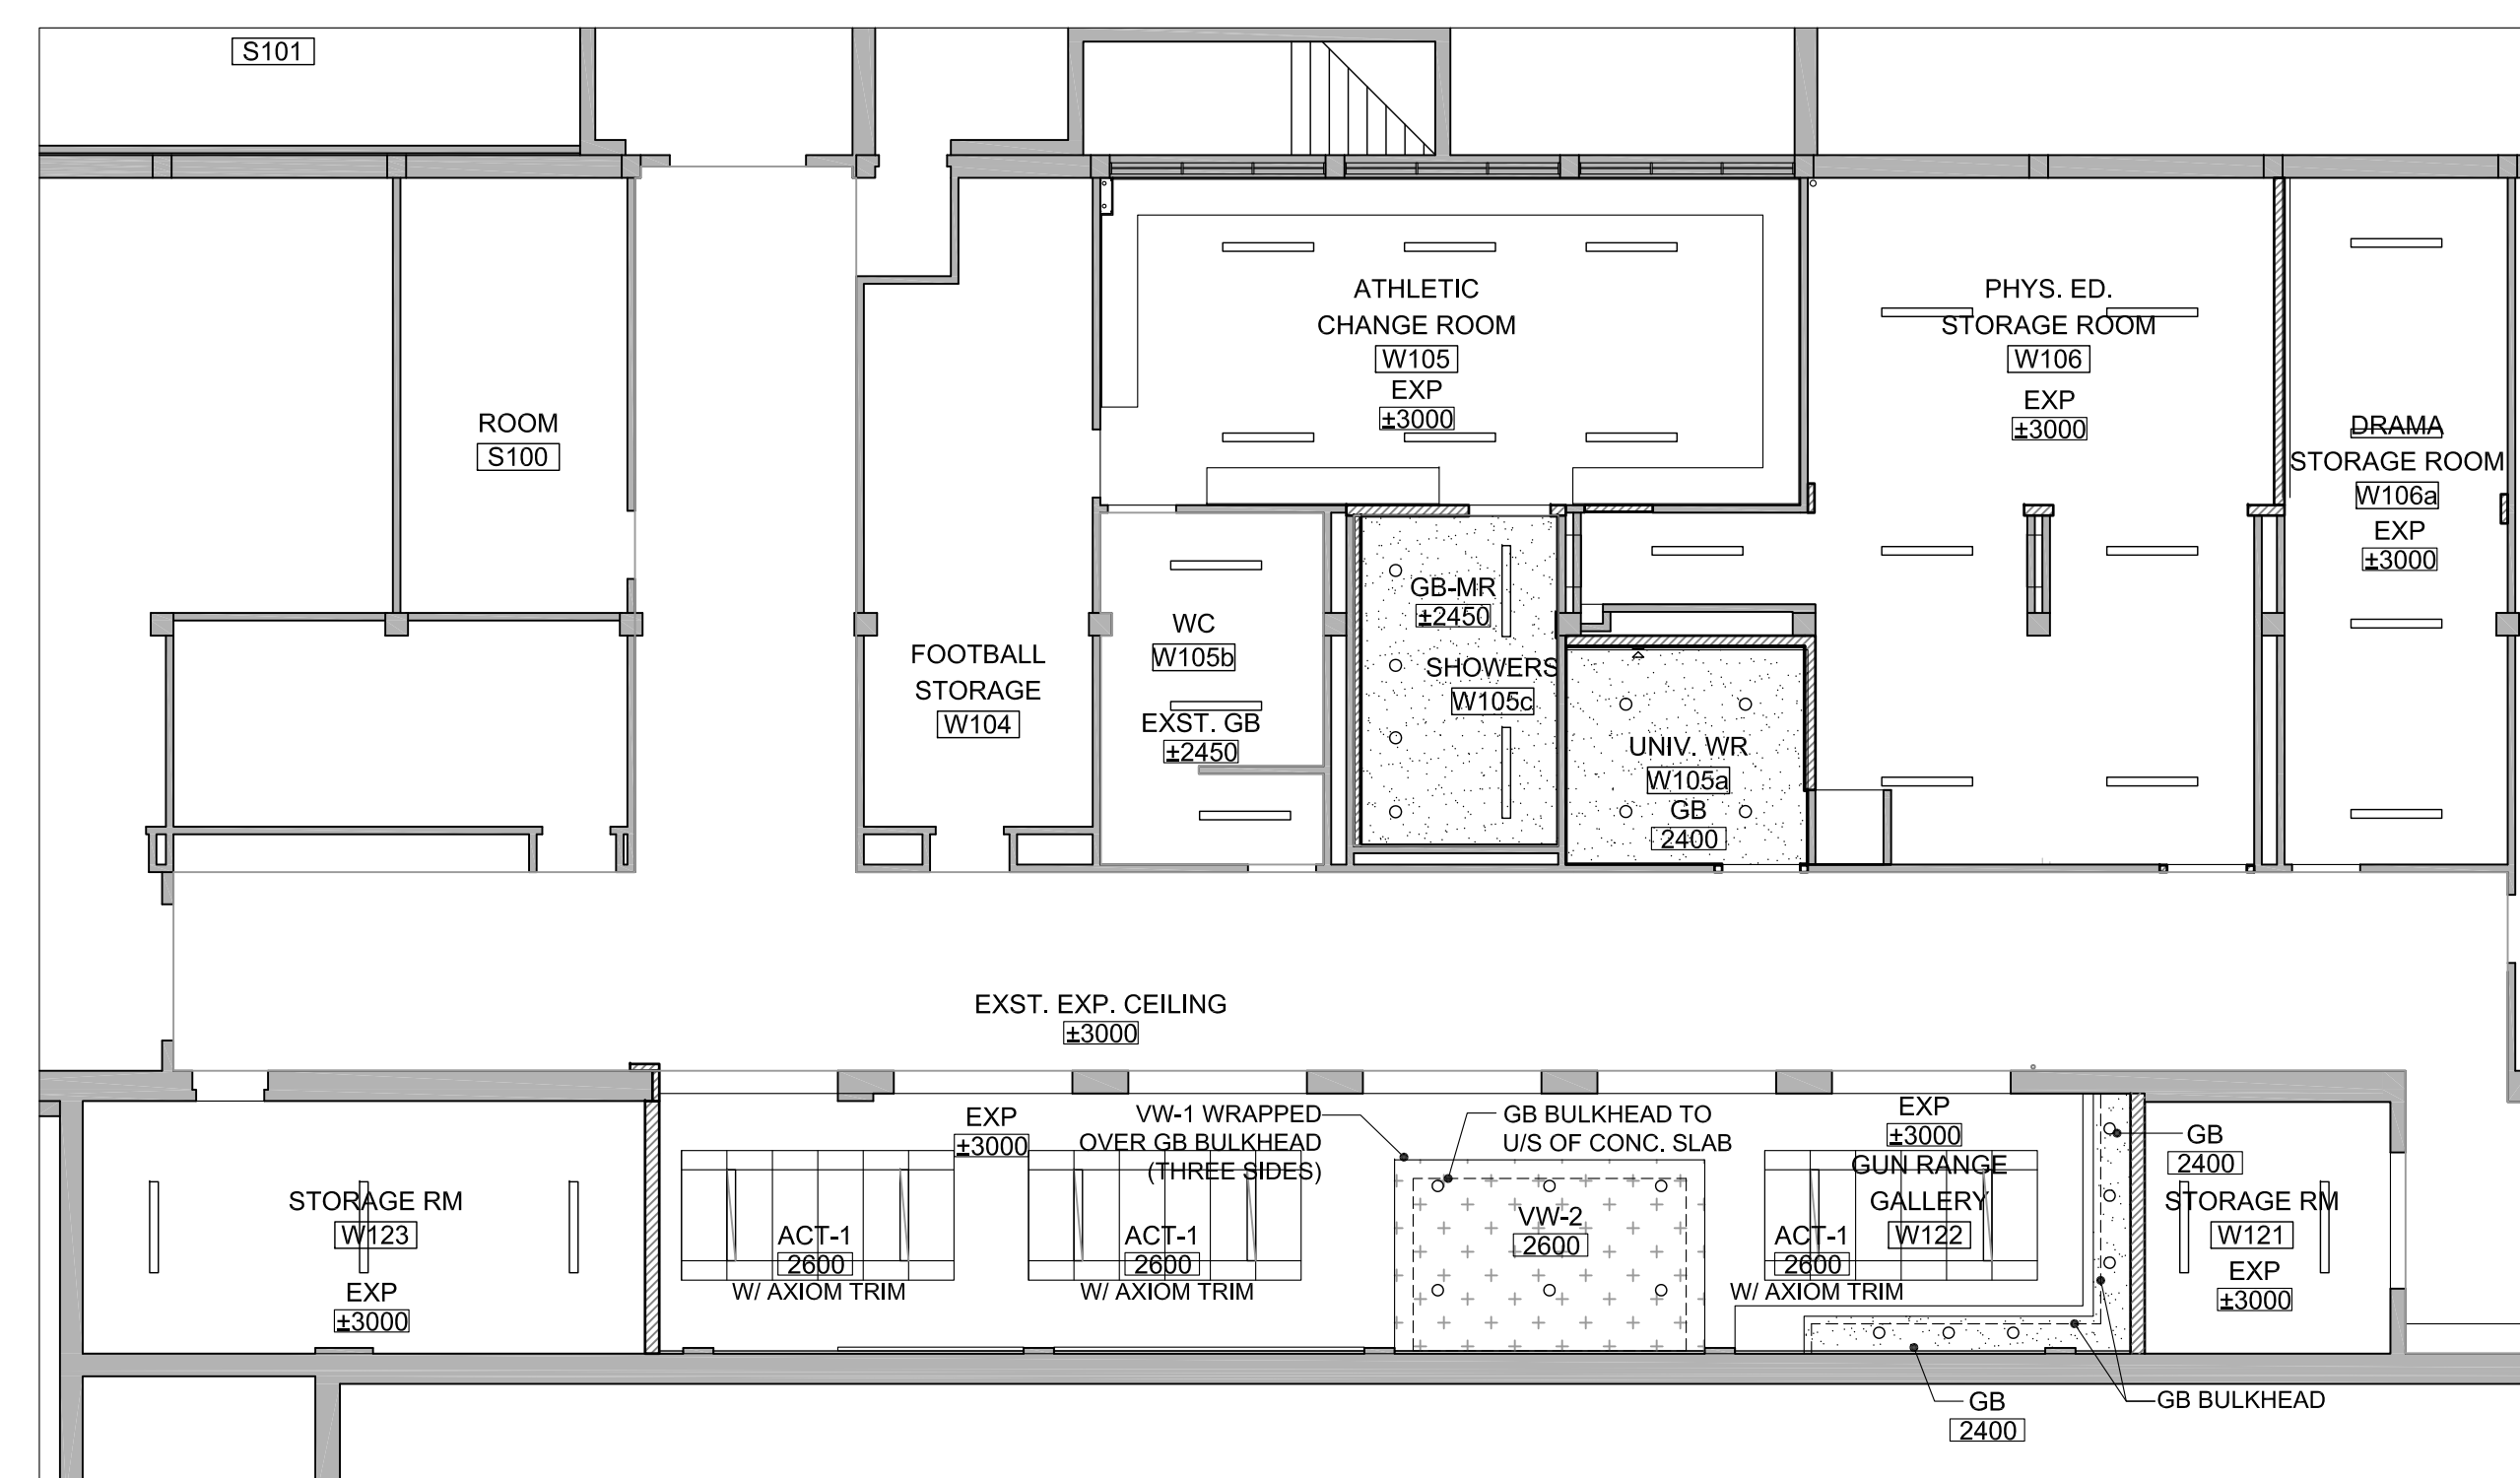 S101
ROOM
S100
FOOTBALL
STORAGE
W104
ATHLETIC
CHANGE ROOM
W105
EXP
±3000
PHYS. ED.
STORAGE ROOM
W106
EXP
±3000
DRAMA
STORAGE ROOM
W106a
EXP
±3000
WC
W105b
EXST. GB
±2450
GB-MR
±2450
SHOWERS
W105c
UNIV. WR
W105a
GB
2400
EXST. EXP. CEILING
±3000
STORAGE RM
W123
EXP
±3000
EXP
±3000
VW-1 WRAPPED
OVER GB BULKHEAD
(THREE SIDES)
GB BULKHEAD TO
U/S OF CONC. SLAB
ACT-1
2600
W/ AXIOM TRIM
ACT-1
2600
W/ AXIOM TRIM
VW-2
2600
EXP
±3000
GUN RANGE
GALLERY
W122
ACT-1
2600
W/ AXIOM TRIM
GB
2400
STORAGE RM
W121
EXP
±3000
GB
2400
GB BULKHEAD